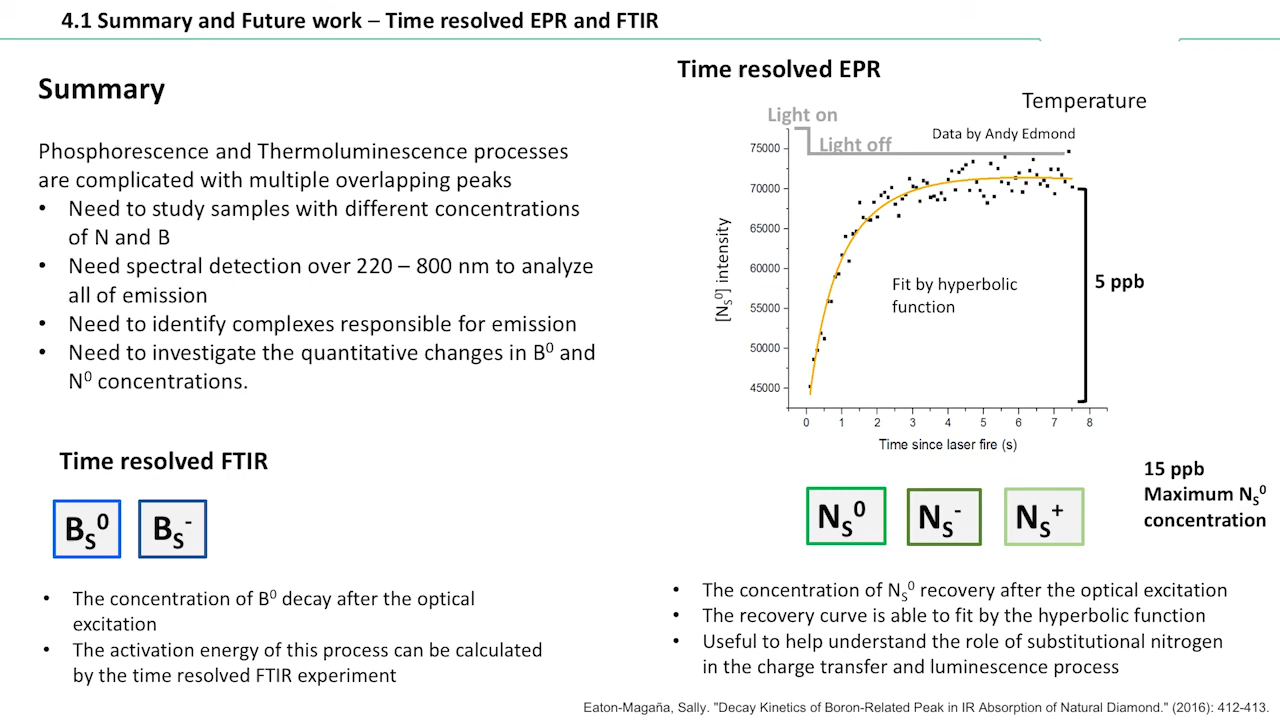 4.1 Summary and Future work – Time resolved EPR and FTIR
Summary
Phosphorescence and Thermoluminescence processes
are complicated with multiple overlapping peaks
• Need to study samples with different concentrations
of N and B
• Need spectral detection over 220 – 800 nm to analyze
all of emission
• Need to identify complexes responsible for emission
• Need to investigate the quantitative changes in B⁰ and
N⁰ concentrations.
Time resolved FTIR
B_S⁰
B_S⁻
• The concentration of B⁰ decay after the optical
excitation
• The activation energy of this process can be calculated
by the time resolved FTIR experiment
Time resolved EPR
Temperature
Light on
Light off
Data by Andy Edmond
75000
70000
65000
60000
55000
50000
45000
[N_S⁰] intensity
Fit by hyperbolic
function
5 ppb
0 1 2 3 4 5 6 7 8
Time since laser fire (s)
15 ppb
Maximum N_S⁰
concentration
N_S⁰
N_S⁻
N_S⁺
• The concentration of N_S⁰ recovery after the optical excitation
• The recovery curve is able to fit by the hyperbolic function
• Useful to help understand the role of substitutional nitrogen
in the charge transfer and luminescence process
Eaton-Magaña, Sally. "Decay Kinetics of Boron-Related Peak in IR Absorption of Natural Diamond." (2016): 412-413.